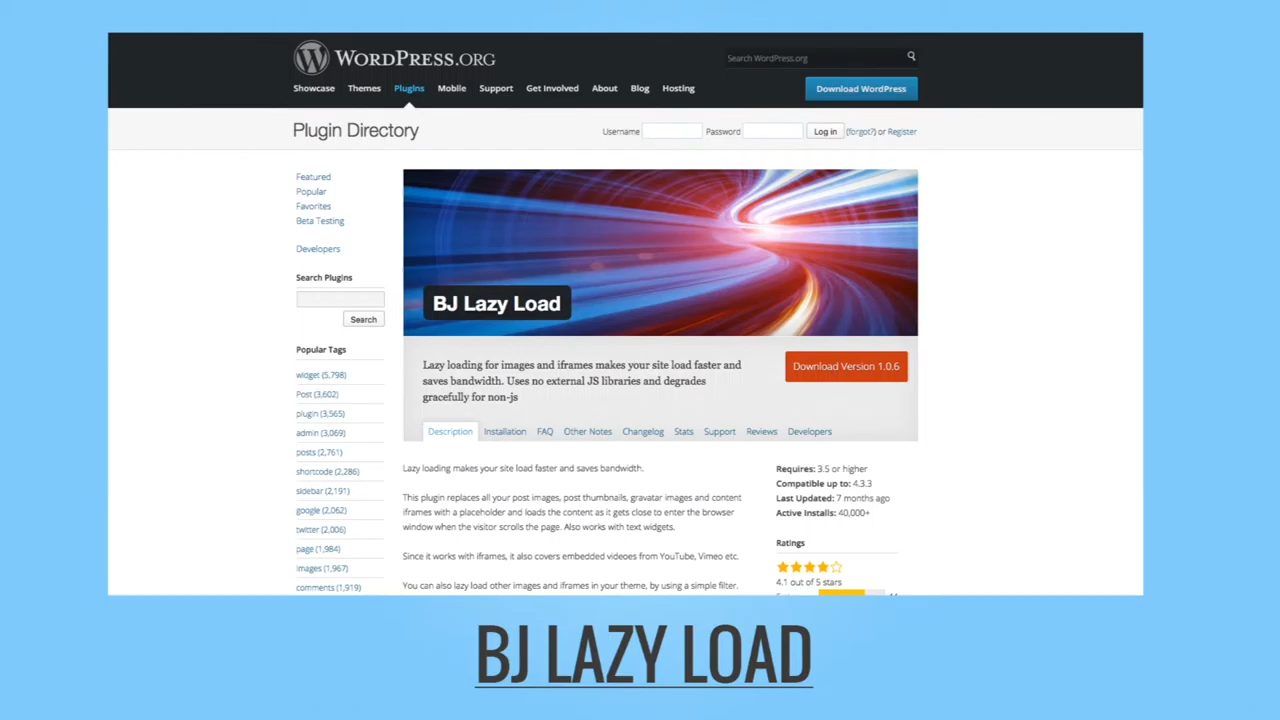 WORDPRESS.ORG
Search WordPress.org
Showcase Themes Plugins Mobile Support Get Involved About Blog Hosting
Download WordPress
Plugin Directory
Username Password Log in (forgot?) or Register
Featured
Popular
Favorites
Beta Testing
Developers
Search Plugins
Search
Popular Tags
widget (5,798)
Post (3,602)
plugin (3,565)
admin (3,069)
posts (2,761)
shortcode (2,286)
sidebar (2,191)
google (2,062)
twitter (2,006)
page (1,984)
images (1,967)
comments (1,919)
BJ Lazy Load
Lazy loading for images and iframes makes your site load faster and
saves bandwidth. Uses no external JS libraries and degrades
gracefully for non-js
Download Version 1.0.6
Description Installation FAQ Other Notes Changelog Stats Support Reviews Developers
Lazy loading makes your site load faster and saves bandwidth.
This plugin replaces all your post images, post thumbnails, gravatar images and content
iframes with a placeholder and loads the content as it gets close to enter the browser
window when the visitor scrolls the page. Also works with text widgets.
Since it works with iframes, it also covers embedded videoes from YouTube, Vimeo etc.
You can also lazy load other images and iframes in your theme, by using a simple filter.
Requires: 3.5 or higher
Compatible up to: 4.3.3
Last Updated: 7 months ago
Active Installs: 40,000+
Ratings
4.1 out of 5 stars
BJ LAZY LOAD